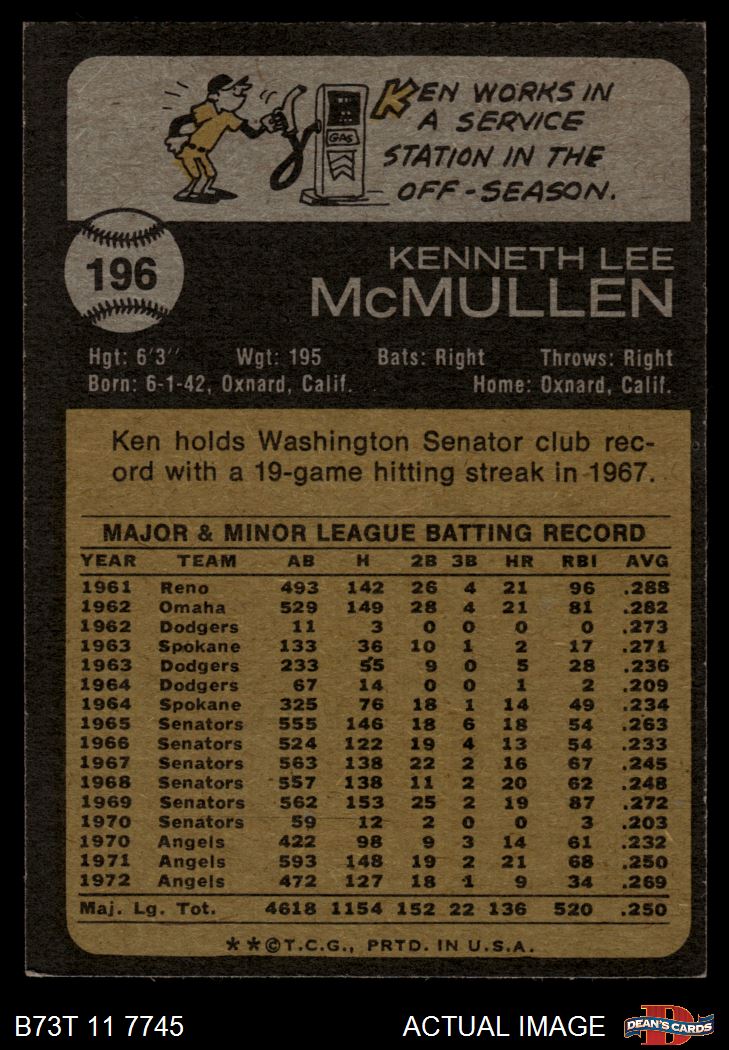 KEN WORKS IN
A SERVICE
STATION IN THE
OFF-SEASON.
GAS
196
KENNETH LEE
McMULLEN
Hgt: 6'3" Wgt: 195 Bats: Right Throws: Right
Born: 6-1-42, Oxnard, Calif. Home: Oxnard, Calif.
Ken holds Washington Senator club rec-
ord with a 19-game hitting streak in 1967.
MAJOR & MINOR LEAGUE BATTING RECORD
YEAR TEAM AB H 2B 3B HR RBI AVG
1961 Reno 493 142 26 4 21 96 .288
1962 Omaha 529 149 28 4 21 81 .282
1962 Dodgers 11 3 0 0 0 0 .273
1963 Spokane 133 36 10 1 2 17 .271
1963 Dodgers 233 55 9 0 5 28 .236
1964 Dodgers 67 14 0 0 1 2 .209
1964 Spokane 325 76 18 1 14 49 .234
1965 Senators 555 146 18 6 18 54 .263
1966 Senators 524 122 19 4 13 54 .233
1967 Senators 563 138 22 2 16 67 .245
1968 Senators 557 138 11 2 20 62 .248
1969 Senators 562 153 25 2 19 87 .272
1970 Senators 59 12 2 0 0 3 .203
1970 Angels 422 98 9 3 14 61 .232
1971 Angels 593 148 19 2 21 68 .250
1972 Angels 472 127 18 1 9 34 .269
Maj. Lg. Tot. 4618 1154 152 22 136 520 .250
**©T.C.G., PRTD. IN U.S.A.
B73T 11 7745 ACTUAL IMAGE D DEAN'S CARDS